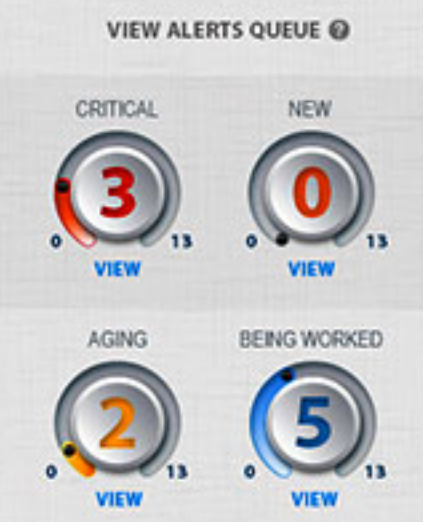 VIEW ALERTS QUEUE ?
CRITICAL
3
0 13
VIEW
NEW
0
0 13
VIEW
AGING
2
0 13
VIEW
BEING WORKED
5
0 13
VIEW